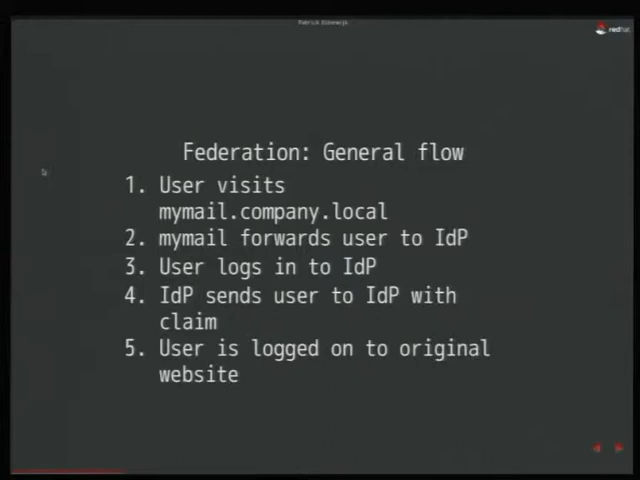 redhat
Federation: General flow
1. User visits
mymail.company.local
2. mymail forwards user to IdP
3. User logs in to IdP
4. IdP sends user to IdP with
claim
5. User is logged on to original
website